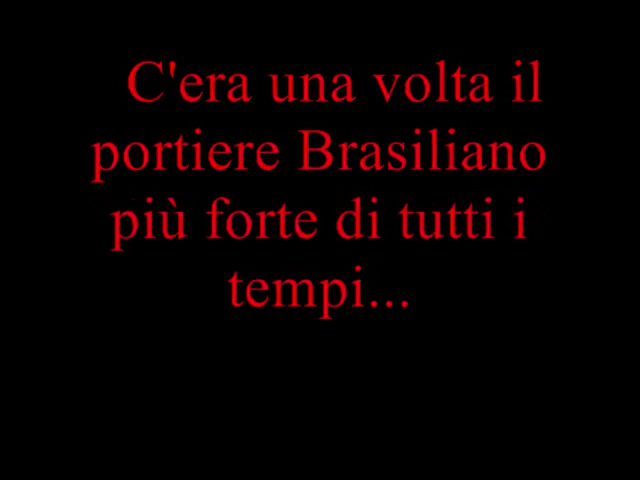 C'era una volta il
portiere Brasiliano
più forte di tutti i
tempi...